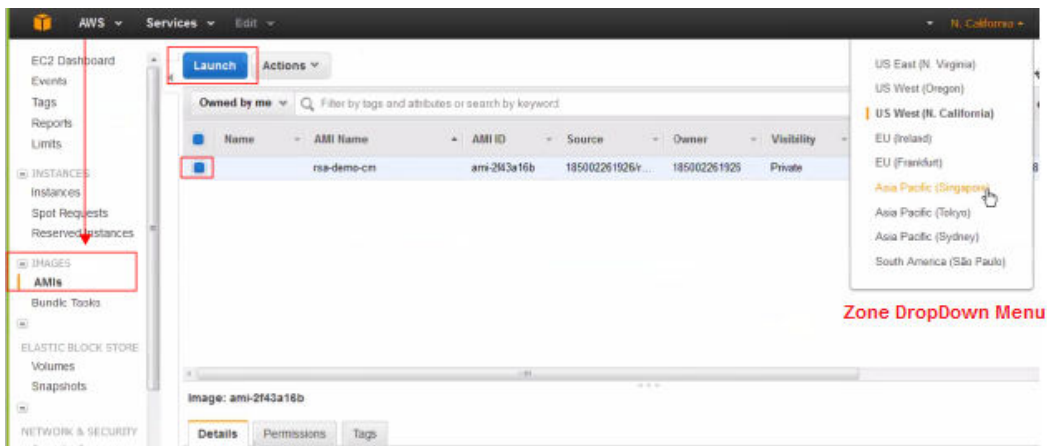 AWS Services Edit N. California
EC2 Dashboard
Events
Tags
Reports
Limits
INSTANCES
Instances
Spot Requests
Reserved Instances
IMAGES
AMIs
Bundle Tasks
ELASTIC BLOCK STORE
Volumes
Snapshots
NETWORK & SECURITY
Launch Actions
Owned by me Filter by tags and attributes or search by keyword
Name AMI Name AMI ID Source Owner Visibility
rsa-demo-cm ami-2f43a16b 185002261926/r... 185002261926 Private
Image: ami-2f43a16b
Details Permissions Tags
US East (N. Virginia)
US West (Oregon)
US West (N. California)
EU (Ireland)
EU (Frankfurt)
Asia Pacific (Singapore)
Asia Pacific (Tokyo)
Asia Pacific (Sydney)
South America (São Paulo)
Zone DropDown Menu